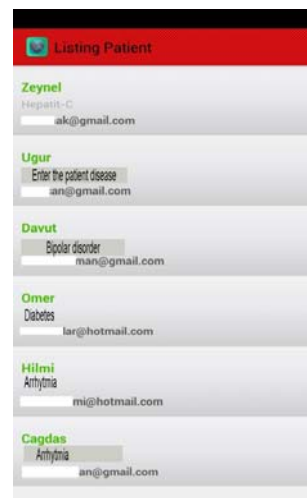 Listing Patient
Zeynel
Hepatit-C
ak@gmail.com
Ugur
Enter the patient disease
an@gmail.com
Davut
Bipolar disorder
man@gmail.com
Omer
Diabetes
lar@hotmail.com
Hilmi
Arrhytmia
mi@hotmail.com
Cagdas
Arrhytmia
an@gmail.com